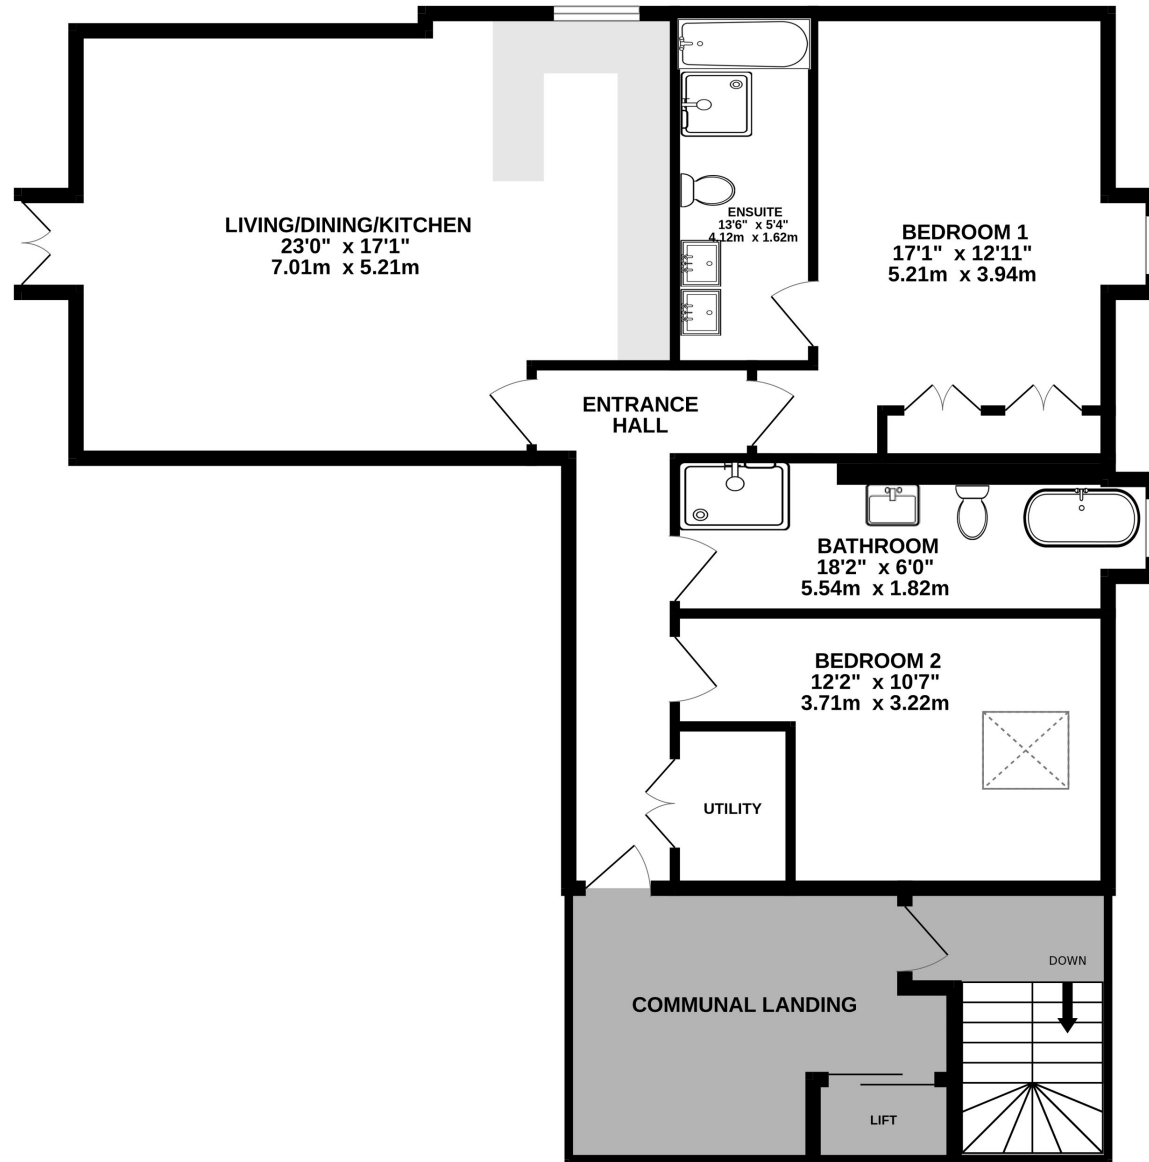 LIVING/DINING/KITCHEN
23'0" x 17'1"
7.01m x 5.21m
ENSUITE
13'6" x 5'4"
4.12m x 1.62m
BEDROOM 1
17'1" x 12'11"
5.21m x 3.94m
ENTRANCE
HALL
BATHROOM
18'2" x 6'0"
5.54m x 1.82m
BEDROOM 2
12'2" x 10'7"
3.71m x 3.22m
UTILITY
DOWN
COMMUNAL LANDING
LIFT